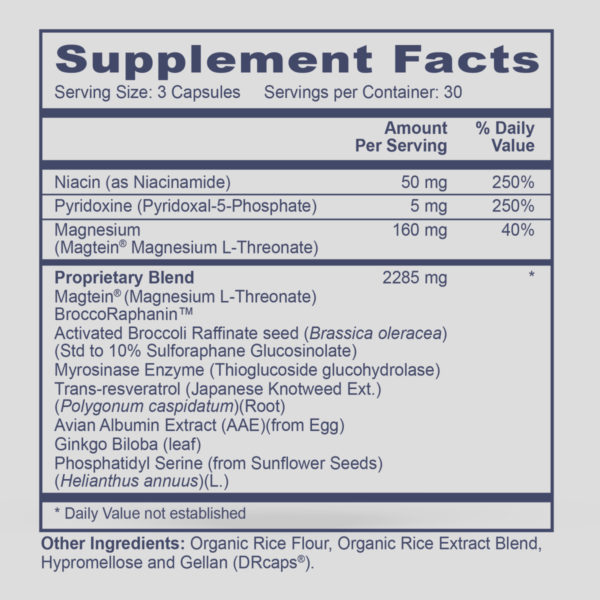 Supplement Facts
Serving Size: 3 Capsules Servings per Container: 30
Amount Per Serving % Daily Value
Niacin (as Niacinamide) 50 mg 250%
Pyridoxine (Pyridoxal-5-Phosphate) 5 mg 250%
Magnesium 160 mg 40%
(Magtein® Magnesium L-Threonate)
Proprietary Blend 2285 mg *
Magtein® (Magnesium L-Threonate)
BroccoRaphanin™
Activated Broccoli Raffinate seed (Brassica oleracea)
(Std to 10% Sulforaphane Glucosinolate)
Myrosinase Enzyme (Thioglucoside glucohydrolase)
Trans-resveratrol (Japanese Knotweed Ext.)
(Polygonum caspidatum)(Root)
Avian Albumin Extract (AAE)(from Egg)
Ginkgo Biloba (leaf)
Phosphatidyl Serine (from Sunflower Seeds)
(Helianthus annuus)(L.)
* Daily Value not established
Other Ingredients: Organic Rice Flour, Organic Rice Extract Blend,
Hypromellose and Gellan (DRcaps®).